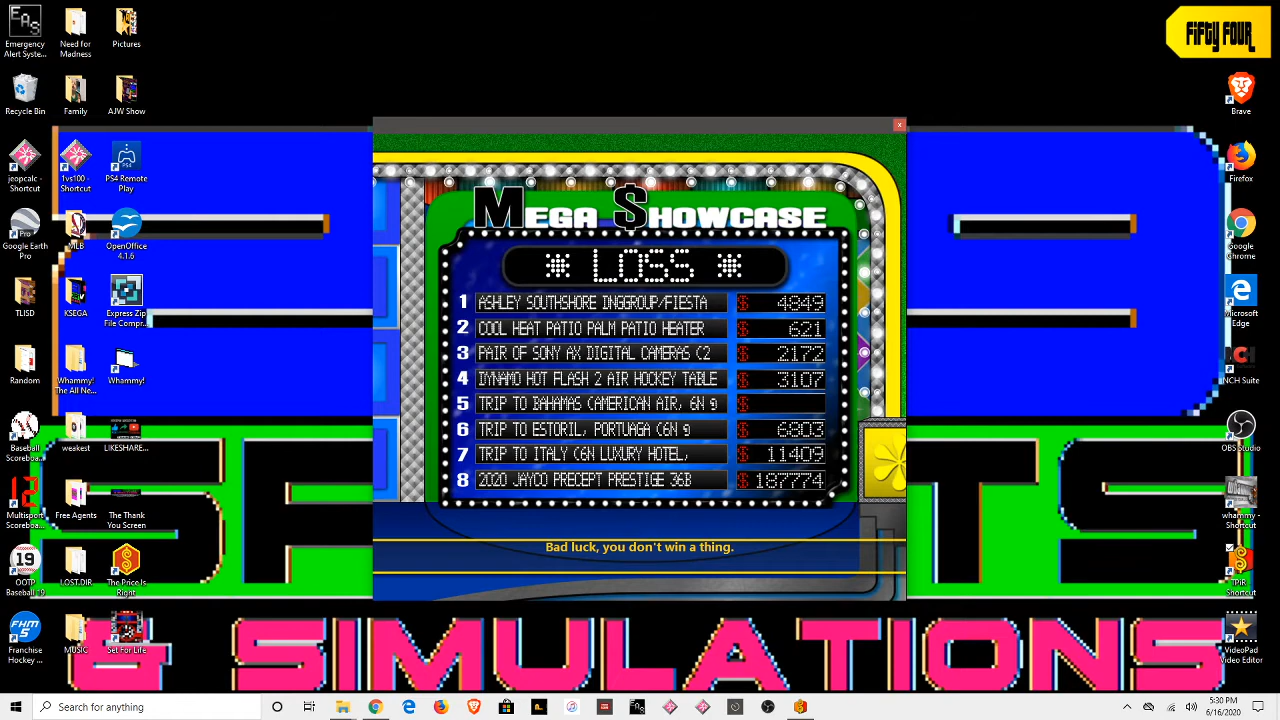 Emergency
Alert Syste...
Need for
Madness
Pictures
FIFTY FOUR
Recycle Bin
Family
AJW Show
Brave
jeopcalc -
Shortcut
1vs100 -
Shortcut
PS4 Remote
Play
Firefox
Google Earth
Pro
MLB
OpenOffice
4.1.6
Google
Chrome
TLISD
KSEGA
Express Zip
File Compr...
Microsoft
Edge
Random
Whammy!
The All Ne...
Whammy!
NCH Suite
Baseball
Scoreboa...
weakest
LIKESHARE...
OBS Studio
Multisport
Scoreboa...
Free Agents
The Thank
You Screen
whammy -
Shortcut
OOTP
Baseball 19
LOST.DIR
The Price Is
Right
TPiR
Shortcut
Franchise
Hockey ...
MUSIC
Set For Life
VideoPad
Video Editor
MEGA $HOWCASE
LOSS
1 ASHLEY SOUTHSHORE DNGGROUP/FIESTA $ 4849
2 COOL HEAT PATIO PALM PATIO HEATER $ 621
3 PAIR OF SONY AX DIGITAL CAMERAS (2 $ 2172
4 DYNAMO HOT FLASH 2 AIR HOCKEY TABLE $ 3107
5 TRIP TO BAHAMAS (AMERICAN AIR, 6N @ $
6 TRIP TO ESTORIL, PORTUAGA (6N @ $ 6803
7 TRIP TO ITALY (6N LUXURY HOTEL, $ 11409
8 2020 JAYCO PRECEPT PRESTIGE 36B $ 187774
Bad luck, you don't win a thing.
& SIMULATIONS
Search for anything
5:30 PM
6/16/2020